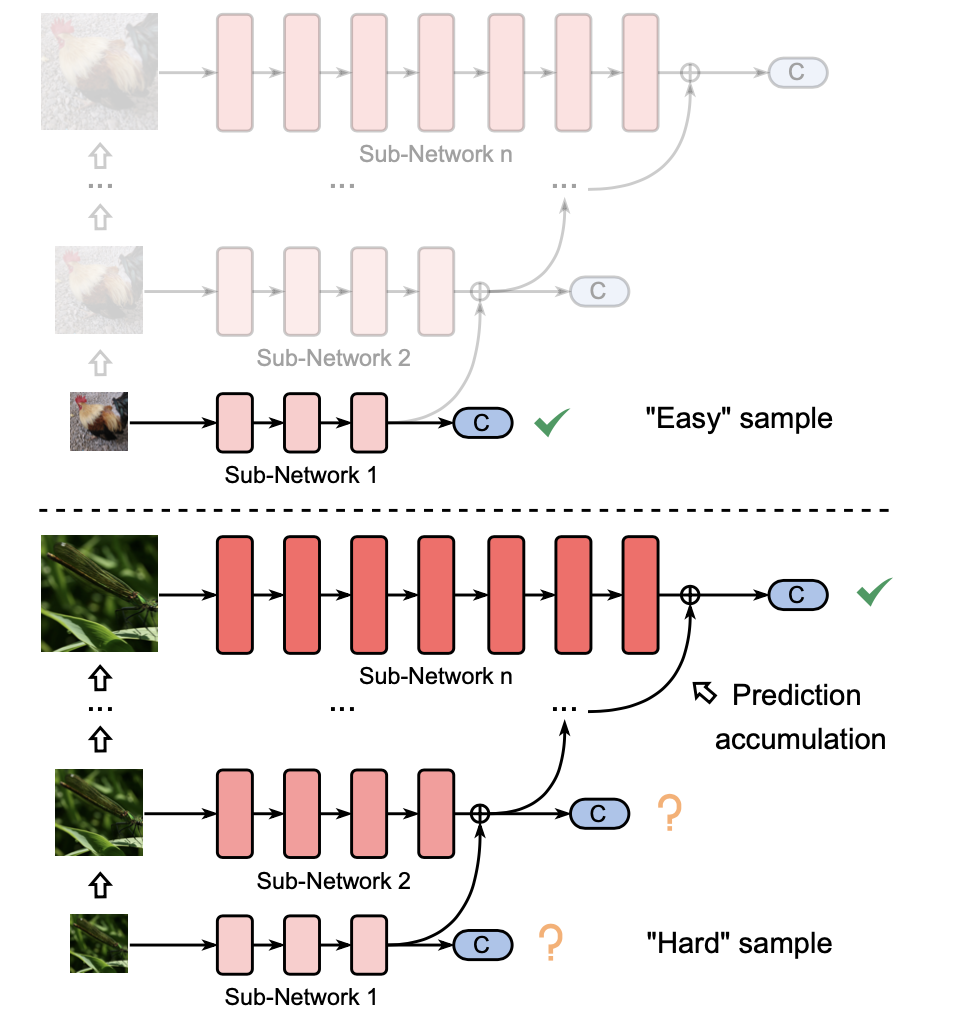 C
Sub-Network n
...
...
...
C
Sub-Network 2
C
"Easy" sample
Sub-Network 1
C
Sub-Network n
Prediction
accumulation
...
...
...
C
?
Sub-Network 2
C
?
"Hard" sample
Sub-Network 1